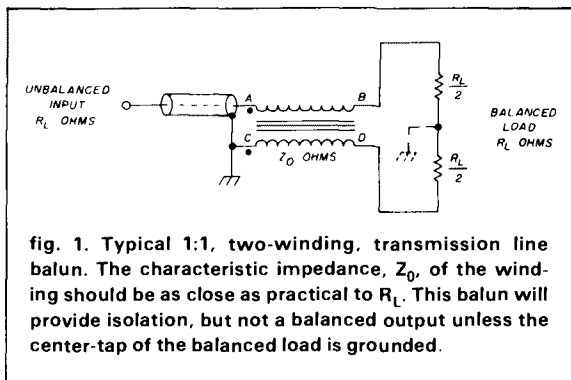 UNBALANCED
INPUT
R_L OHMS
A
B
C
D
Z_O OHMS
R_L
2
R_L
2
BALANCED
LOAD
R_L OHMS
fig. 1. Typical 1:1, two-winding, transmission line
balun. The characteristic impedance, Z_0, of the wind-
ing should be as close as practical to R_L. This balun will
provide isolation, but not a balanced output unless the
center-tap of the balanced load is grounded.